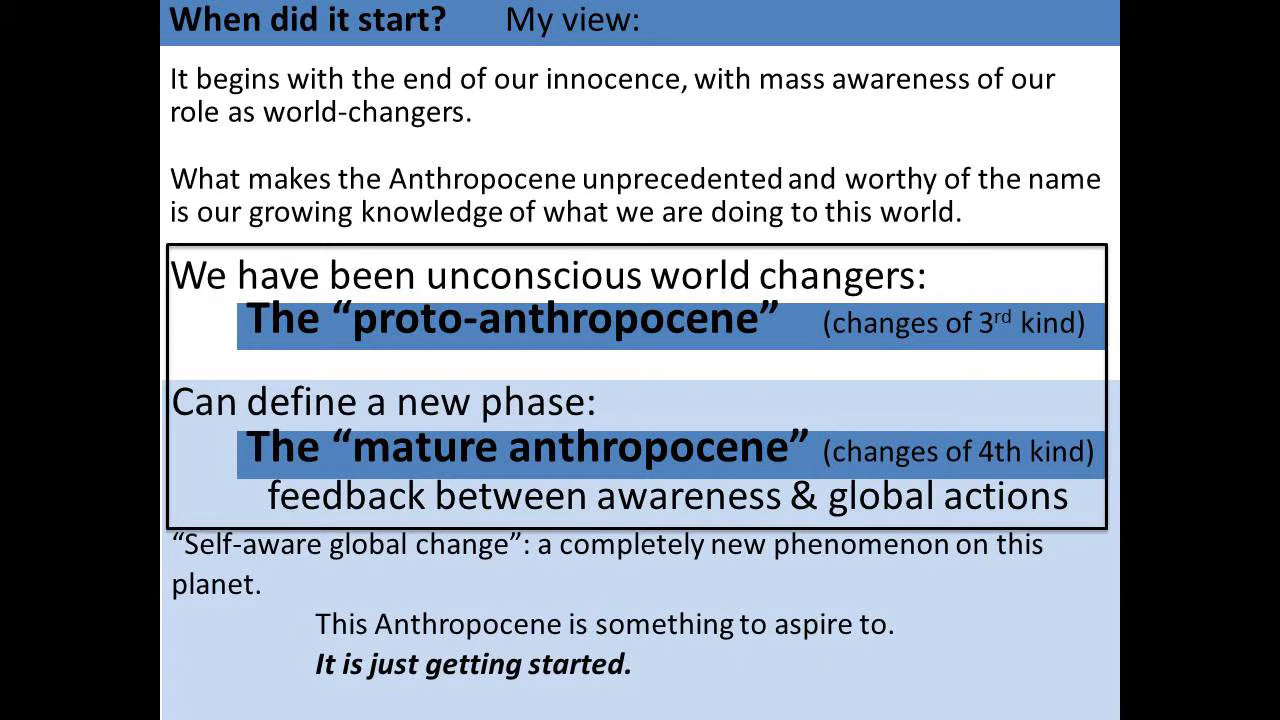 When did it start? My view:
It begins with the end of our innocence, with mass awareness of our
role as world-changers.
What makes the Anthropocene unprecedented and worthy of the name
is our growing knowledge of what we are doing to this world.
We have been unconscious world changers:
The “proto-anthropocene” (changes of 3rd kind)
Can define a new phase:
The “mature anthropocene” (changes of 4th kind)
feedback between awareness & global actions
“Self-aware global change”: a completely new phenomenon on this
planet.
This Anthropocene is something to aspire to.
It is just getting started.